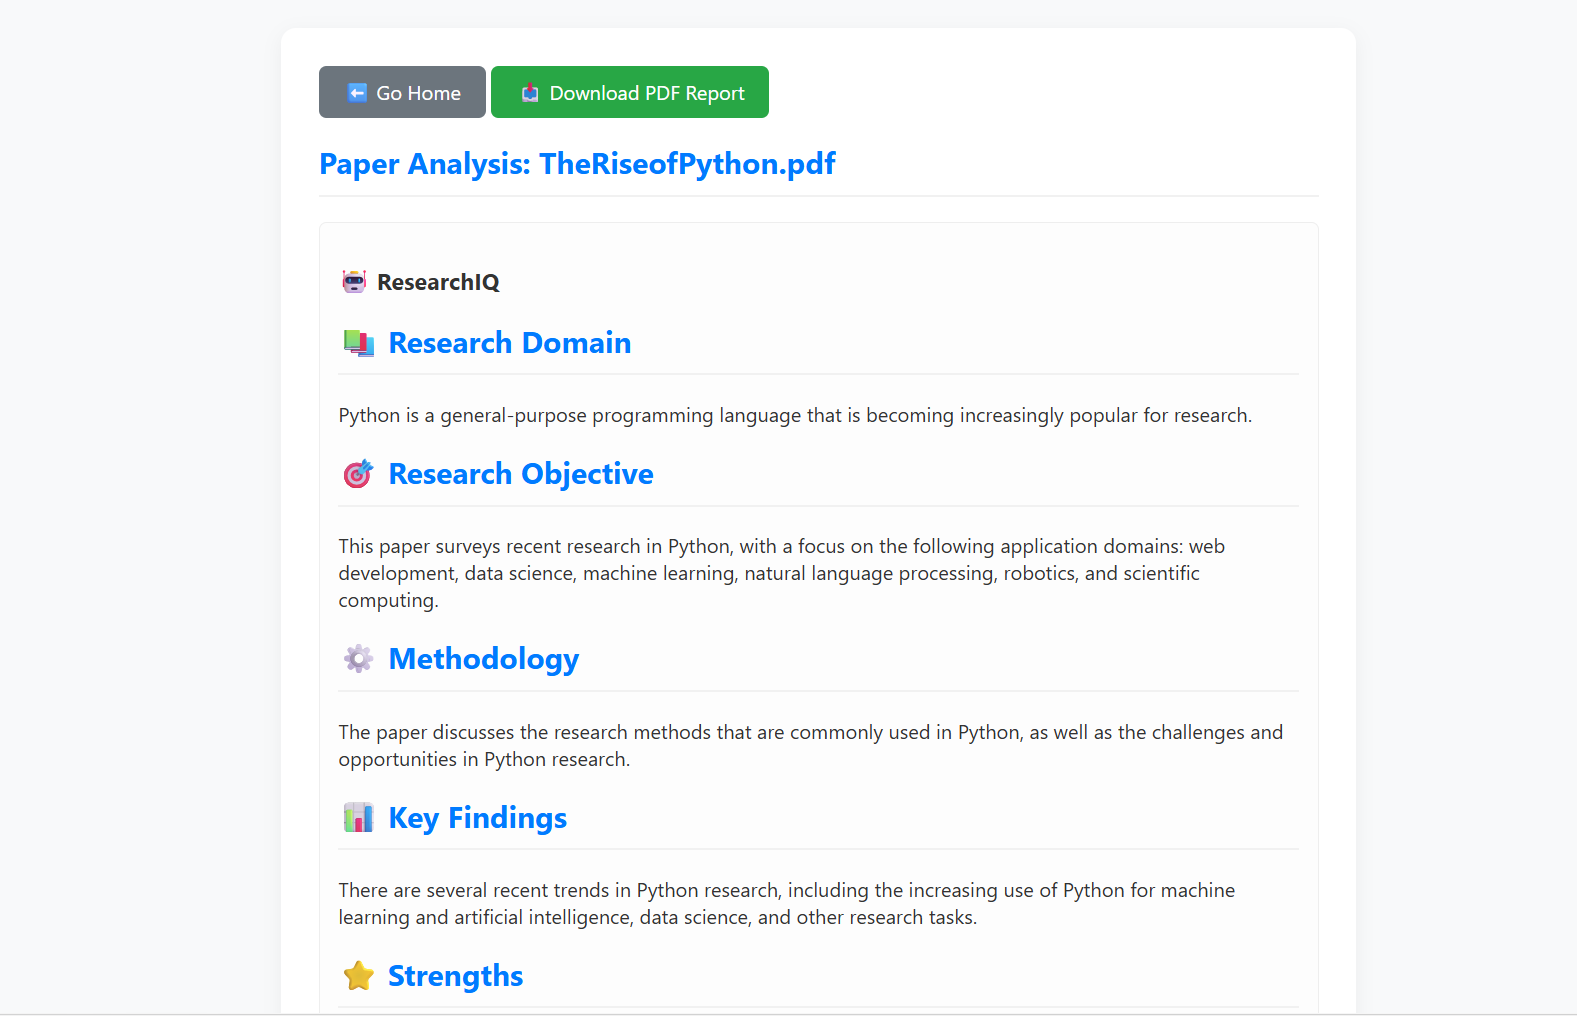 Go Home
Download PDF Report
Paper Analysis: TheRiseofPython.pdf
ResearchIQ
Research Domain
Python is a general-purpose programming language that is becoming increasingly popular for research.
Research Objective
This paper surveys recent research in Python, with a focus on the following application domains: web
development, data science, machine learning, natural language processing, robotics, and scientific
computing.
Methodology
The paper discusses the research methods that are commonly used in Python, as well as the challenges and
opportunities in Python research.
Key Findings
There are several recent trends in Python research, including the increasing use of Python for machine
learning and artificial intelligence, data science, and other research tasks.
Strengths